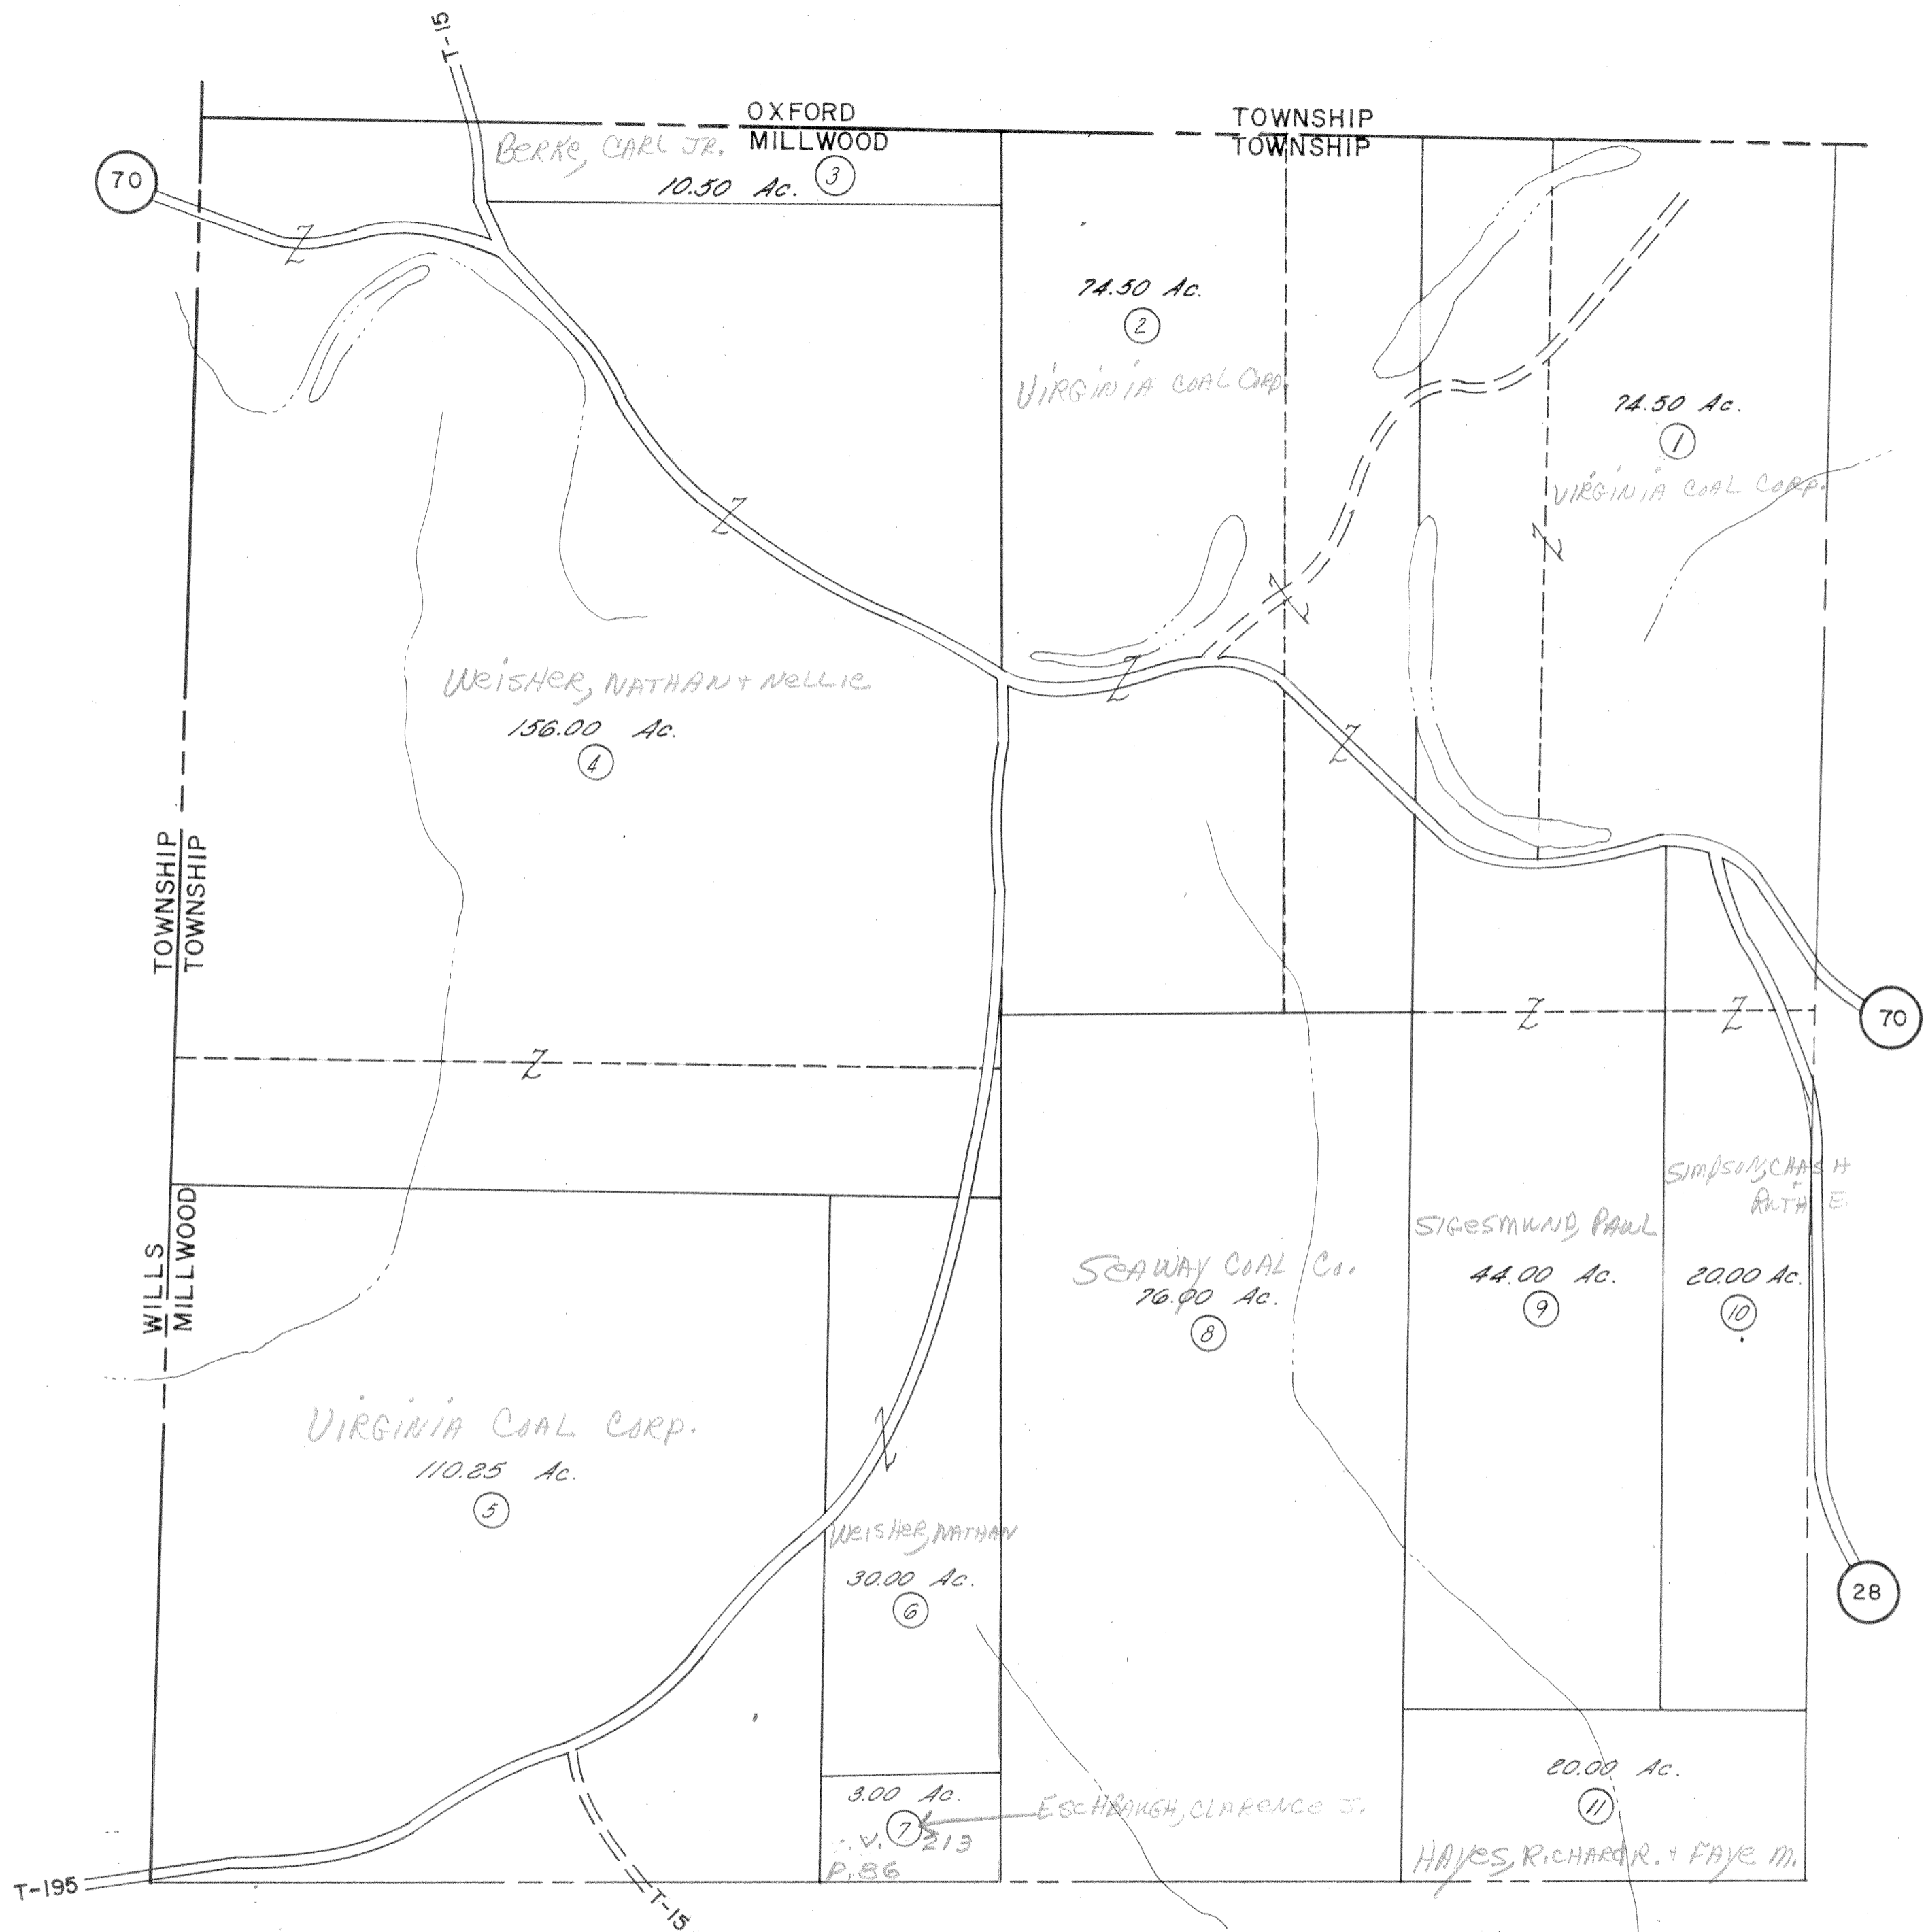 T-15
OXFORD TOWNSHIP
MILLWOOD TOWNSHIP
BERKE, CARL JR.
10.50 Ac. 3
70
74.50 Ac.
2
VIRGINIA COAL CORP.
74.50 Ac.
1
VIRGINIA COAL CORP.
WEISHER, NATHAN & NELLIE
156.00 Ac.
4
TOWNSHIP
TOWNSHIP
70
WILLS
MILLWOOD
SIMPSON, CHAS H
+
RUTH E.
SIGESMUND, PAUL
44.00 Ac.
9
20.00 Ac.
10
SEAWAY COAL CO.
76.00 Ac.
8
VIRGINIA COAL CORP.
110.25 Ac.
5
WEISHER, NATHAN
30.00 Ac.
6
28
3.00 Ac.
7
ESCHBAUGH, CLARENCE J.
V. 213
P. 86
20.00 Ac.
11
HAYES, RICHARD R. & FAYE M.
T-195
T-15